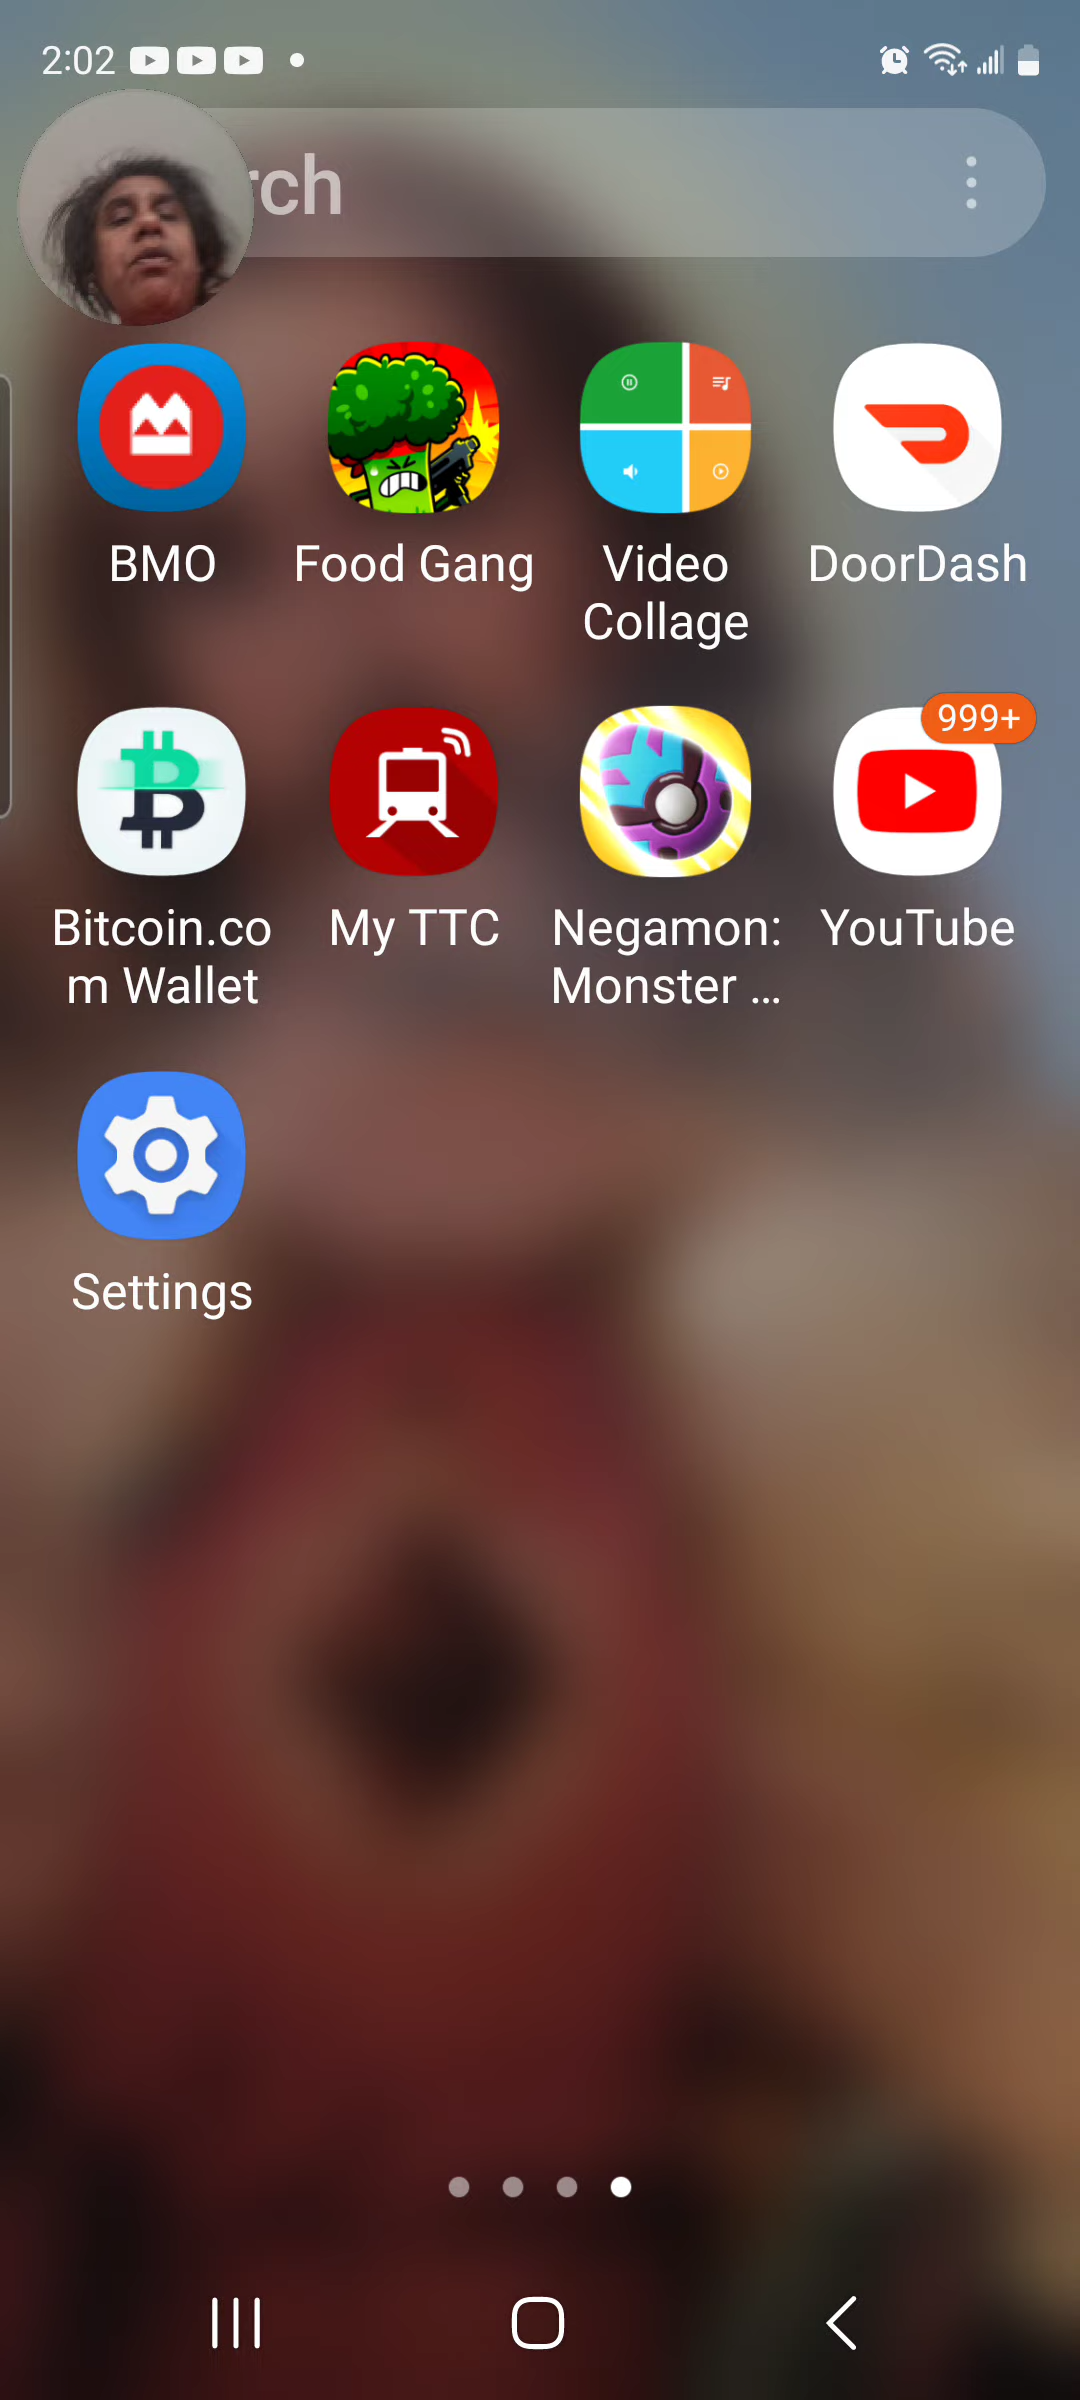 2:02
rch
BMO
Food Gang
Video
Collage
DoorDash
999+
Bitcoin.co
m Wallet
My TTC
Negamon:
Monster ...
YouTube
Settings